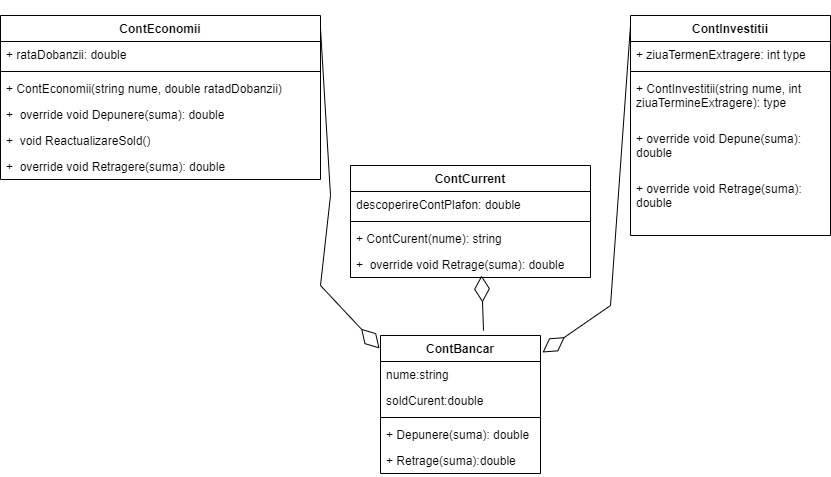 ContEconomii
+ rataDobanzii: double
+ ContEconomii(string nume, double ratadDobanzii)
+ override void Depunere(suma): double
+ void ReactualizareSold()
+ override void Retragere(suma): double
ContCurrent
descoperireContPlafon: double
+ ContCurent(nume): string
+ override void Retrage(suma): double
ContInvestitii
+ ziuaTermenExtragere: int type
+ ContInvestitii(string nume, int
ziuaTermineExtragere): type
+ override void Depune(suma):
double
+ override void Retrage(suma):
double
ContBancar
nume:string
soldCurent:double
+ Depunere(suma): double
+ Retrage(suma):double